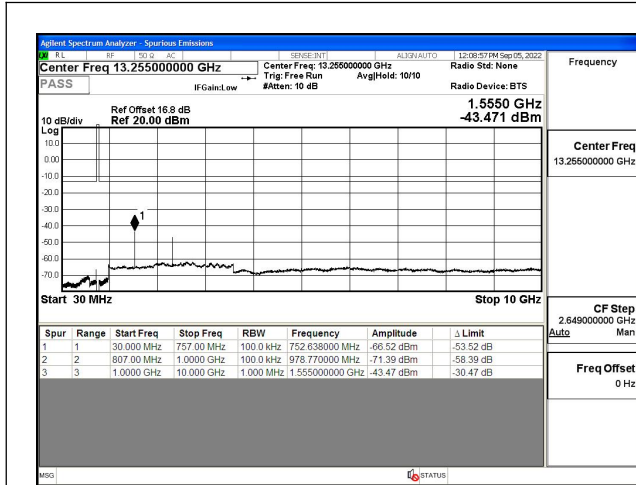 Agilent Spectrum Analyzer - Spurious Emissions
RL RF 50 Ω AC SENSE:INT ALIGN AUTO 12:08:57 PM Sep 05, 2022
Center Freq 13.255000000 GHz Center Freq: 13.255000000 GHz Radio Std: None Frequency
Trig: Free Run Avg|Hold: 10/10
PASS IFGain:Low #Atten: 10 dB Radio Device: BTS
Ref Offset 16.8 dB 1.5550 GHz
10 dB/div Ref 20.00 dBm -43.471 dBm
Log
10.0
0.00
-10.0
-20.0
-30.0
1
-40.0
-50.0
-60.0
-70.0
Start 30 MHz Stop 10 GHz
Center Freq
13.255000000 GHz
CF Step
2.649000000 GHz
Auto Man
Freq Offset
0 Hz
Spur Range Start Freq Stop Freq RBW Frequency Amplitude Δ Limit
1 1 30.000 MHz 757.00 MHz 100.0 kHz 752.638000 MHz -66.52 dBm -53.52 dB
2 2 807.00 MHz 1.0000 GHz 100.0 kHz 978.770000 MHz -71.39 dBm -58.39 dB
3 3 1.0000 GHz 10.000 GHz 1.000 MHz 1.555000000 GHz -43.47 dBm -30.47 dB
MSG STATUS